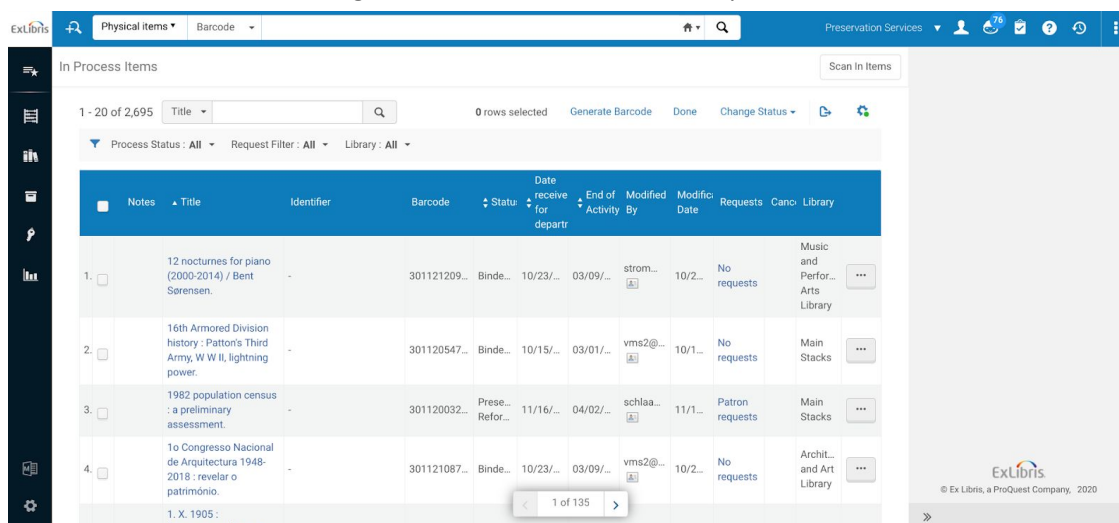 ExLibris
Physical items Barcode
Preservation Services 76
In Process Items Scan In Items
1 - 20 of 2,695 Title 0 rows selected Generate Barcode Done Change Status
Process Status : All Request Filter : All Library : All
Notes Title Identifier Barcode Statu Date receive for departr End of Activity Modified By Modific Date Requests Canc Library
1. 12 nocturnes for piano (2000-2014) / Bent Sørensen. - 301121209... Binde... 10/23/... 03/09/... strom... 10/2... No requests Music and Perfor... Arts Library
2. 16th Armored Division history : Patton's Third Army, W W II, lightning power. - 301120547... Binde... 10/15/... 03/01/... vms2@... 10/1... No requests Main Stacks
3. 1982 population census : a preliminary assessment. - 301120032... Prese... Refor... 11/16/... 04/02/... schlaa... 11/1... Patron requests Main Stacks
4. 1o Congresso Nacional de Arquitectura 1948-2018 : revelar o património. - 301121087... Binde... 10/23/... 03/09/... vms2@... 10/2... No requests Archit... and Art Library
1. X. 1905 :
1 of 135
ExLibris
© Ex Libris, a ProQuest Company, 2020